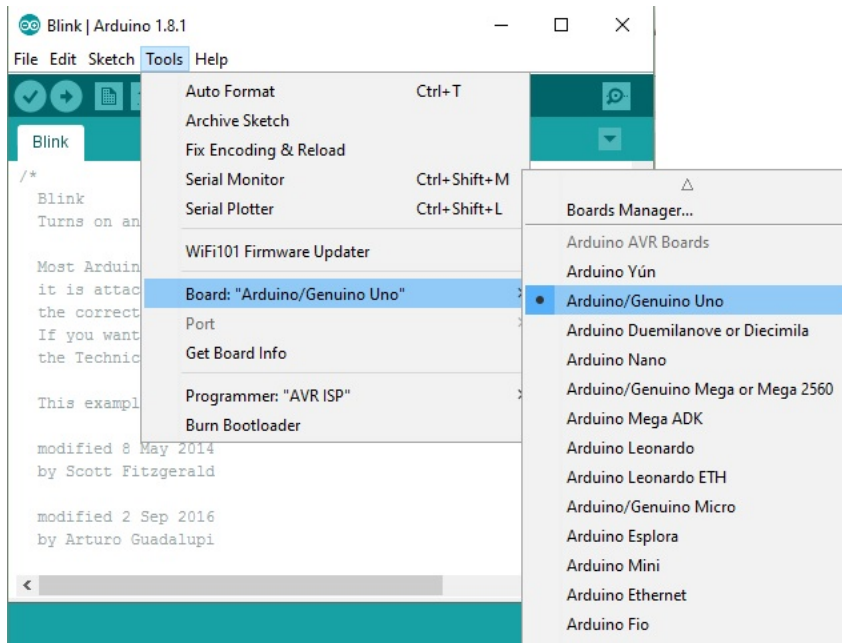 Blink | Arduino 1.8.1
File Edit Sketch Tools Help
Blink
/*
Blink
Turns on an
Most Arduin
it is attac
the correct
If you want
the Technic
This exampl
modified 8 May 2014
by Scott Fitzgerald
modified 2 Sep 2016
by Arturo Guadalupi
Auto Format Ctrl+T
Archive Sketch
Fix Encoding & Reload
Serial Monitor Ctrl+Shift+M
Serial Plotter Ctrl+Shift+L
WiFi101 Firmware Updater
Board: "Arduino/Genuino Uno"
Port
Get Board Info
Programmer: "AVR ISP"
Burn Bootloader
Boards Manager...
Arduino AVR Boards
Arduino Yún
Arduino/Genuino Uno
Arduino Duemilanove or Diecimila
Arduino Nano
Arduino/Genuino Mega or Mega 2560
Arduino Mega ADK
Arduino Leonardo
Arduino Leonardo ETH
Arduino/Genuino Micro
Arduino Esplora
Arduino Mini
Arduino Ethernet
Arduino Fio